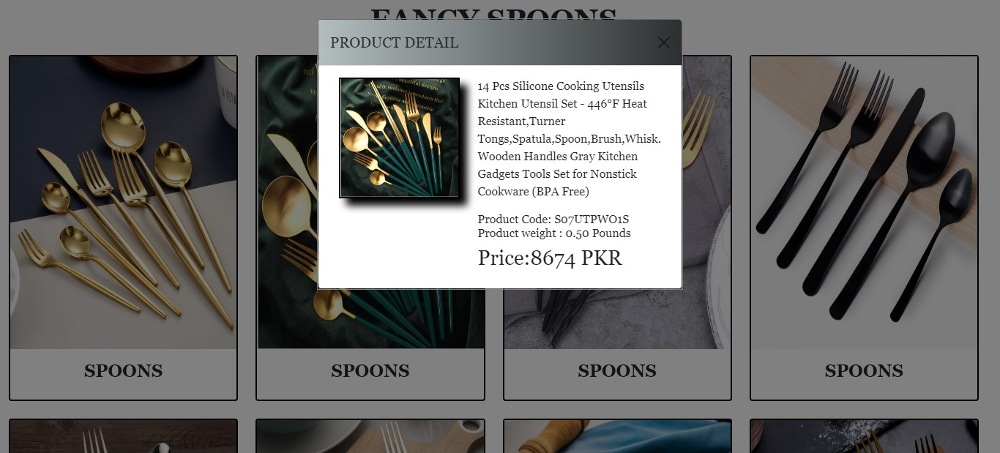 FANCY SPOONS
PRODUCT DETAIL
14 Pcs Silicone Cooking Utensils
Kitchen Utensil Set - 446°F Heat
Resistant,Turner
Tongs,Spatula,Spoon,Brush,Whisk.
Wooden Handles Gray Kitchen
Gadgets Tools Set for Nonstick
Cookware (BPA Free)
Product Code: S07UTPWO1S
Product weight : 0.50 Pounds
Price:8674 PKR
SPOONS
SPOONS
SPOONS
SPOONS